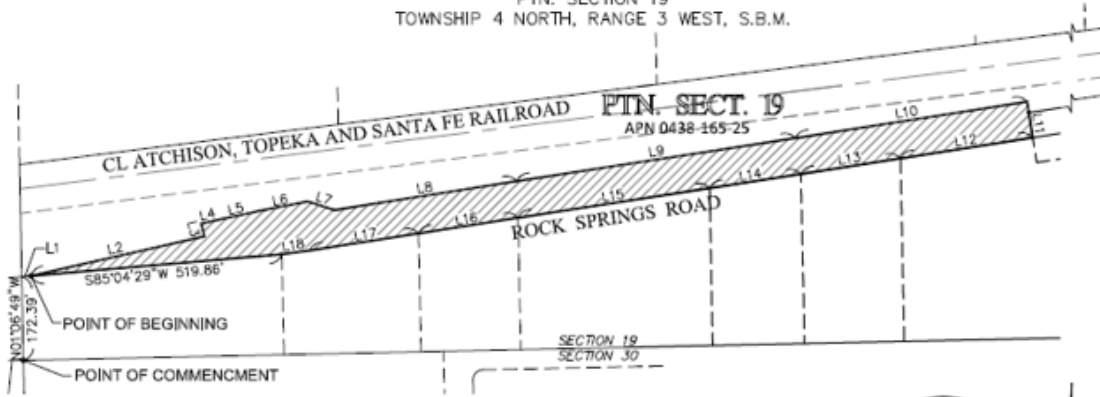 PTN. SECTION 19
TOWNSHIP 4 NORTH, RANGE 3 WEST, S.B.M.
PTN. SECT. 19
APN 0438-165-25
CL ATCHISON, TOPEKA AND SANTA FE RAILROAD
L10
L11
L12
L9
L13
L8
L14
L15
L7
L6
L5
L4
L16
ROCK SPRINGS ROAD
L17
L2
L18
L1
S85°04'29"W 519.86'
N01°06'49"W
172.39'
POINT OF BEGINNING
SECTION 19
SECTION 30
POINT OF COMMENCMENT